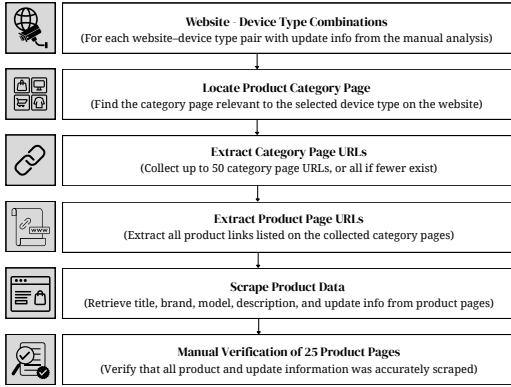 Website - Device Type Combinations
(For each website–device type pair with update info from the manual analysis)
Locate Product Category Page
(Find the category page relevant to the selected device type on the website)
Extract Category Page URLs
(Collect up to 50 category page URLs, or all if fewer exist)
Extract Product Page URLs
(Extract all product links listed on the collected category pages)
WWW
Scrape Product Data
(Retrieve title, brand, model, description, and update info from product pages)
Manual Verification of 25 Product Pages
(Verify that all product and update information was accurately scraped)